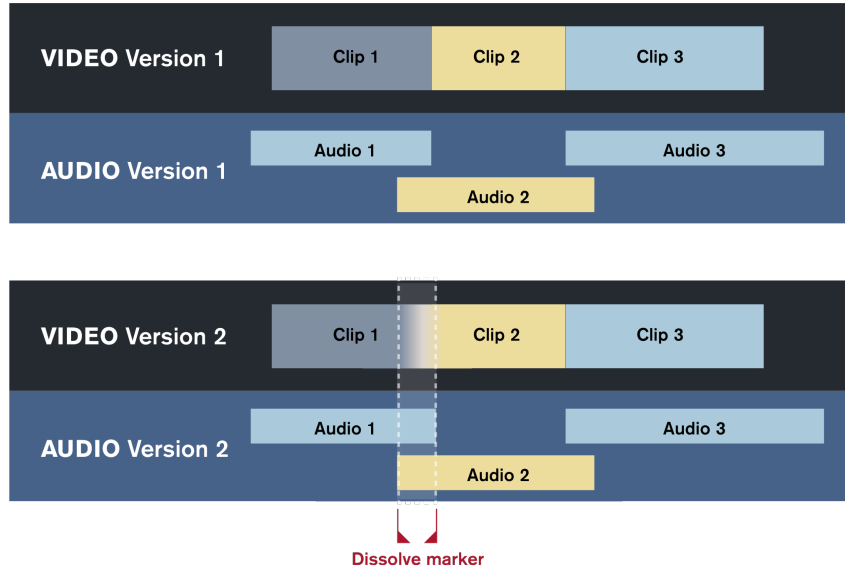 VIDEO Version 1
Clip 1
Clip 2
Clip 3
AUDIO Version 1
Audio 1
Audio 3
Audio 2
VIDEO Version 2
Clip 1
Clip 2
Clip 3
AUDIO Version 2
Audio 1
Audio 3
Audio 2
Dissolve marker